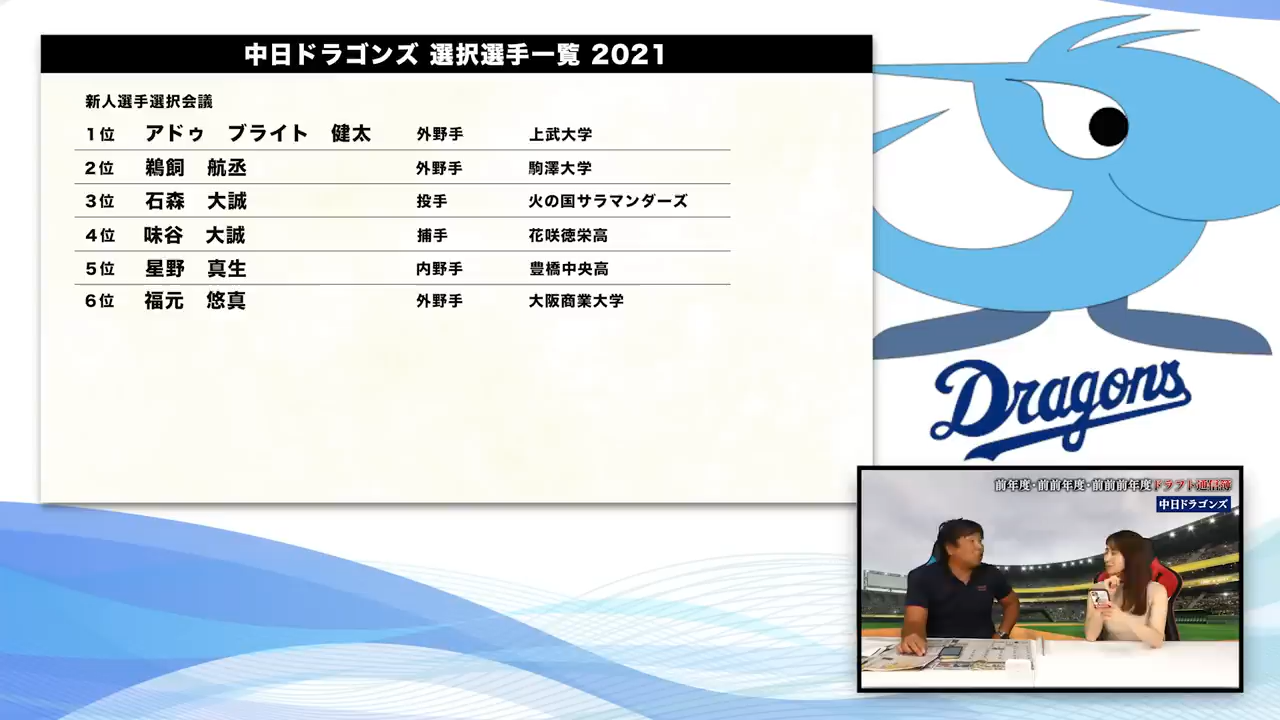 中日ドラゴンズ 選択選手一覧 2021
新人選手選択会議
1位 アドゥ ブライト 健太 外野手 上武大学
2位 鵜飼 航丞 外野手 駒澤大学
3位 石森 大誠 投手 火の国サラマンダーズ
4位 味谷 大誠 捕手 花咲徳栄高
5位 星野 真生 内野手 豊橋中央高
6位 福元 悠真 外野手 大阪商業大学
Dragons
前年度・前前年度・前前前年度ドラフト通信簿
中日ドラゴンズ